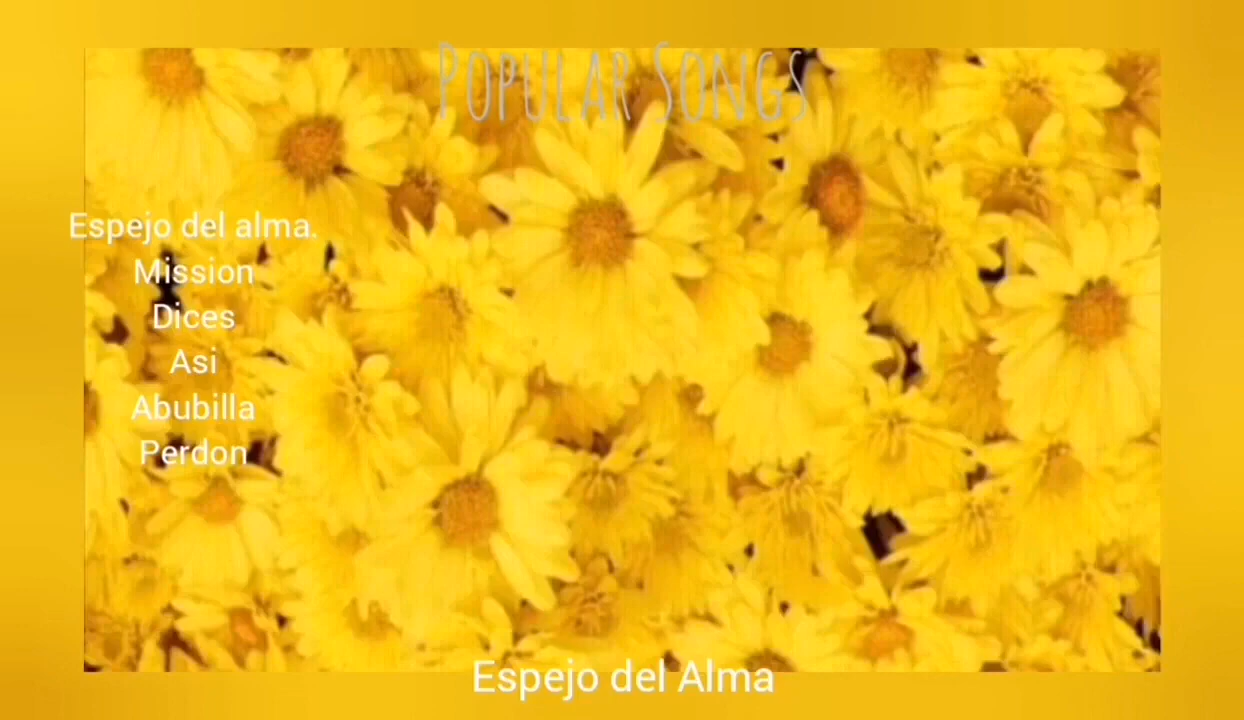 Popular Songs
Espejo del alma.
Mission
Dices
Asi
Abubilla
Perdon
Espejo del Alma